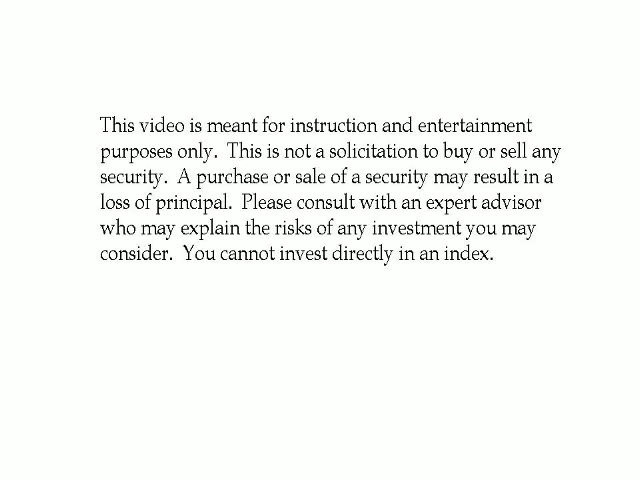 This video is meant for instruction and entertainment
purposes only.  This is not a solicitation to buy or sell any
security.  A purchase or sale of a security may result in a
loss of principal.  Please consult with an expert advisor
who may explain the risks of any investment you may
consider.  You cannot invest directly in an index.